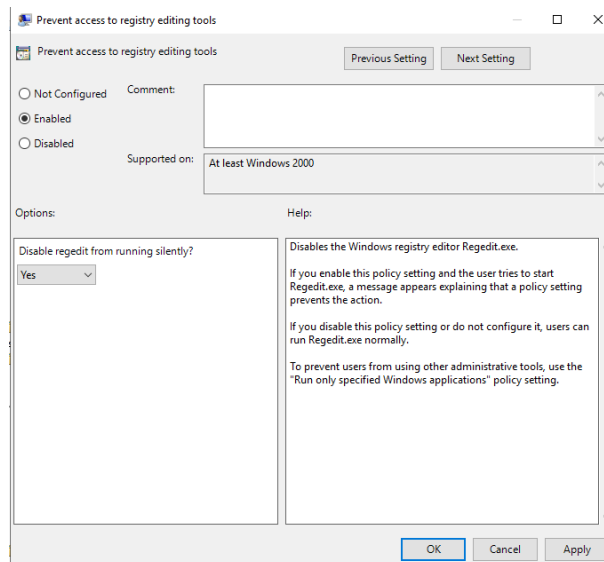 Prevent access to registry editing tools
Prevent access to registry editing tools
Previous Setting
Next Setting
Not Configured
Comment:
Enabled
Disabled
Supported on:
At least Windows 2000
Options:
Help:
Disable regedit from running silently?
Yes
Disables the Windows registry editor Regedit.exe.
If you enable this policy setting and the user tries to start
Regedit.exe, a message appears explaining that a policy setting
prevents the action.
If you disable this policy setting or do not configure it, users can
run Regedit.exe normally.
To prevent users from using other administrative tools, use the
"Run only specified Windows applications" policy setting.
OK
Cancel
Apply